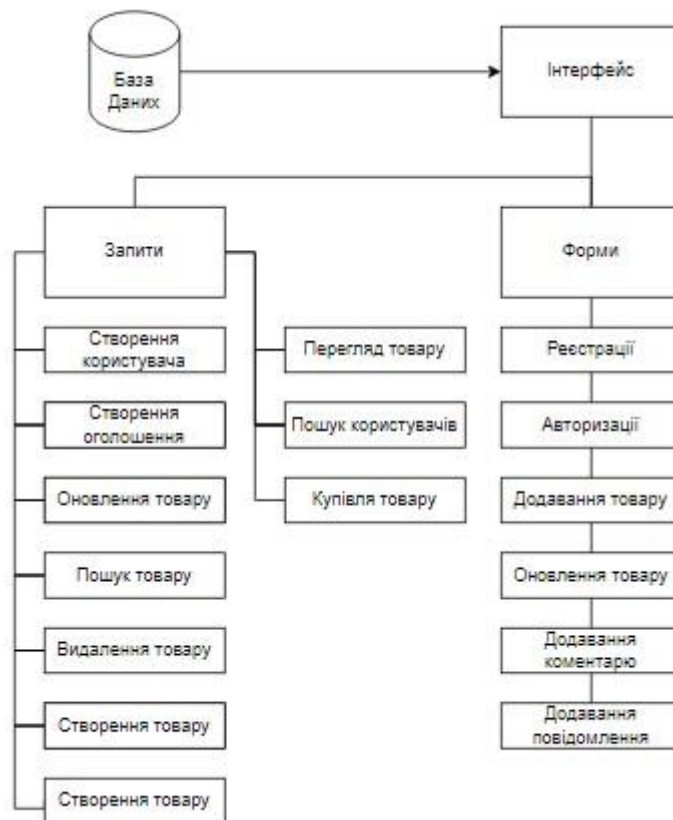 База
Даних
Інтерфейс
Запити
Форми
Створення
користувача
Перегляд товару
Реєстрації
Створення
оголошення
Пошук користувачів
Авторизації
Оновлення товару
Купівля товару
Додавання товару
Пошук товару
Оновлення товару
Видалення товару
Додавання
коментарю
Створення товару
Додавання
повідомлення
Створення товару